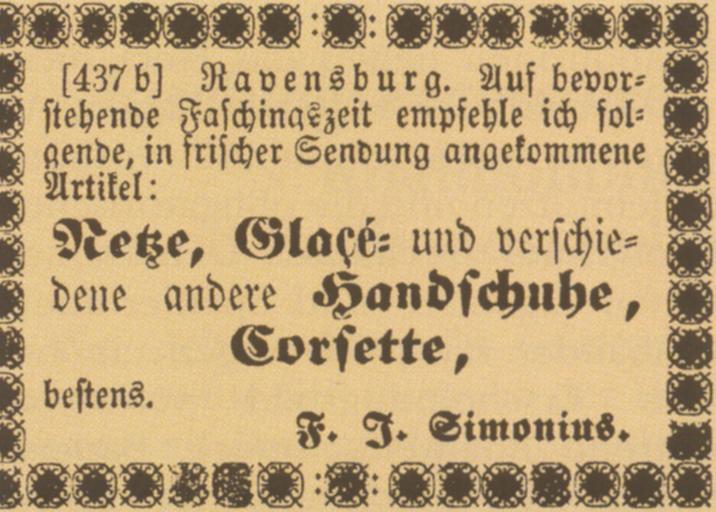 [437 b] Ravensburg. Auf bevor-
stehende Faschingszeit empfehle ich fol-
gende, in frischer Sendung angekommene
Artikel:
Netze, Glaçé- und verschie-
dene andere Handschuhe,
Corsette,
bestens.
F. J. Simonius.